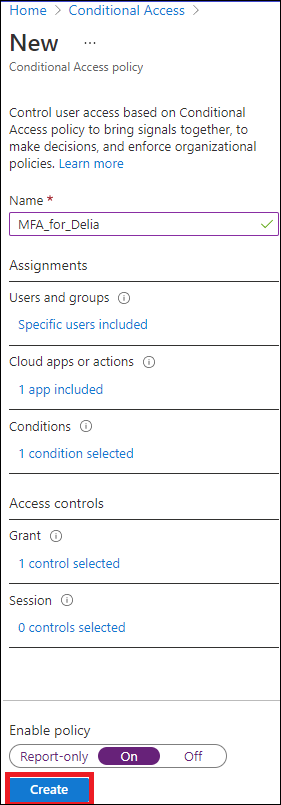 Home > Conditional Access >
New ...
Conditional Access policy
Control user access based on Conditional
Access policy to bring signals together, to
make decisions, and enforce organizational
policies. Learn more
Name *
MFA_for_Delia
Assignments
Users and groups
Specific users included
Cloud apps or actions
1 app included
Conditions
1 condition selected
Access controls
Grant
1 control selected
Session
0 controls selected
Enable policy
Report-only On Off
Create